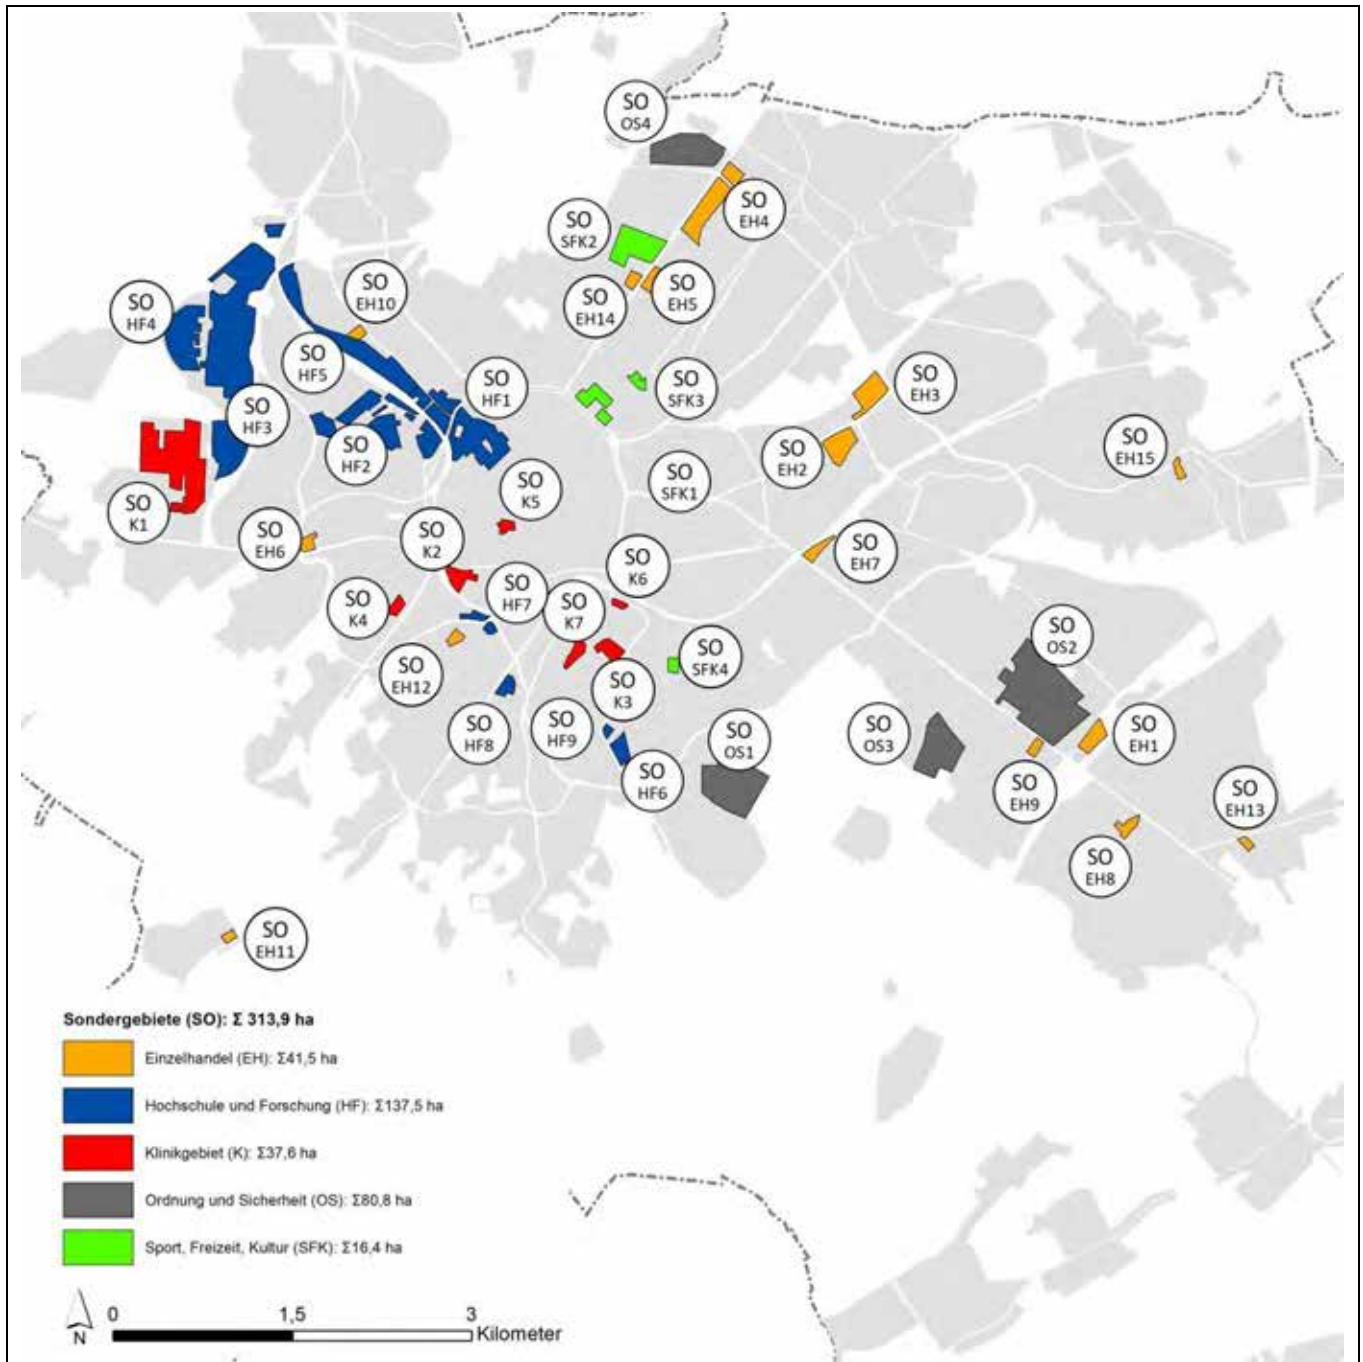 SO
OS4
SO
EH4
SO
SFK2
SO
EH14
SO
EH5
SO
EH10
SO
HF4
SO
HF5
SO
HF1
SO
SFK3
SO
EH3
SO
HF3
SO
HF2
SO
EH2
SO
EH15
SO
K5
SO
SFK1
SO
K1
SO
EH6
SO
K2
SO
EH7
SO
K6
SO
HF7
SO
K4
SO
K7
SO
OS2
SO
SFK4
SO
EH12
SO
K3
SO
HF8
SO
HF9
SO
OS1
SO
OS3
SO
EH1
SO
HF6
SO
EH9
SO
EH13
SO
EH8
SO
EH11
Sondergebiete (SO): Σ 313,9 ha
Einzelhandel (EH): Σ41,5 ha
Hochschule und Forschung (HF): Σ137,5 ha
Klinikgebiet (K): Σ37,6 ha
Ordnung und Sicherheit (OS): Σ80,8 ha
Sport, Freizeit, Kultur (SFK): Σ16,4 ha
N
0 1,5 3
Kilometer